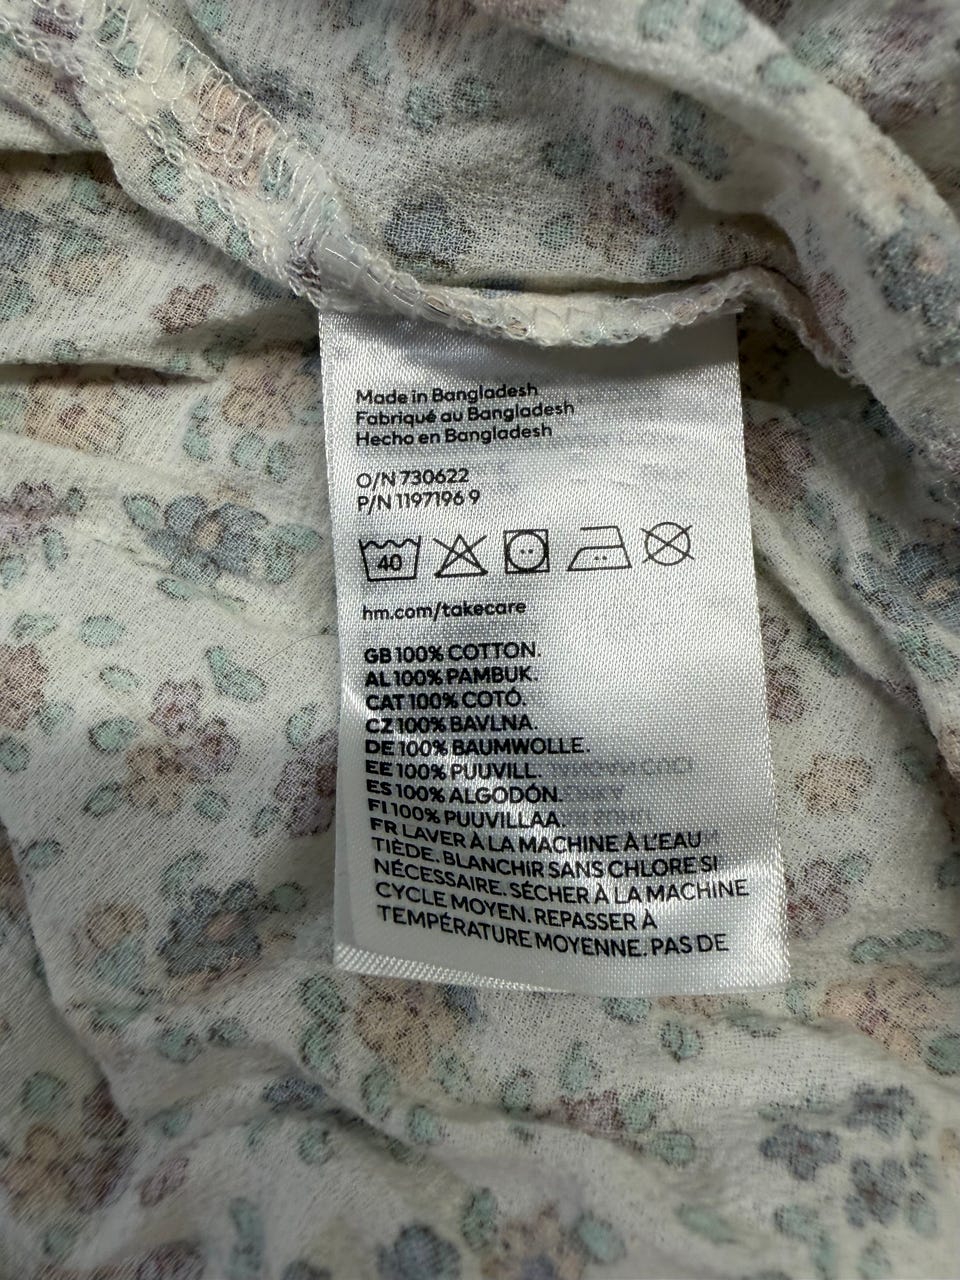 Made in Bangladesh
Fabriqué au Bangladesh
Hecho en Bangladesh
O/N 730622
P/N 1197196 9
40
hm.com/takecare
GB 100% COTTON.
AL 100% PAMBUK.
CAT 100% COTÓ.
CZ 100% BAVLNA.
DE 100% BAUMWOLLE.
EE 100% PUUVILL.
ES 100% ALGODÓN.
FI 100% PUUVILLAA.
FR LAVER À LA MACHINE À L'EAU
TIÈDE. BLANCHIR SANS CHLORE SI
NÉCESSAIRE. SÉCHER À LA MACHINE
CYCLE MOYEN. REPASSER À
TEMPÉRATURE MOYENNE. PAS DE